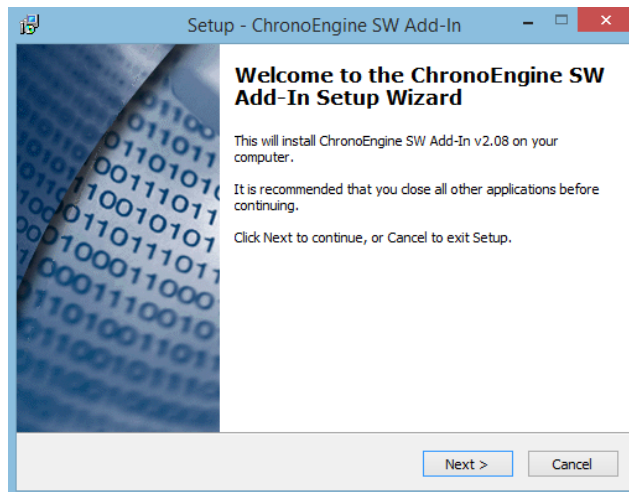 Setup - ChronoEngine SW Add-In
Welcome to the ChronoEngine SW
Add-In Setup Wizard
This will install ChronoEngine SW Add-In v2.08 on your
computer.
It is recommended that you close all other applications before
continuing.
Click Next to continue, or Cancel to exit Setup.
Next >
Cancel